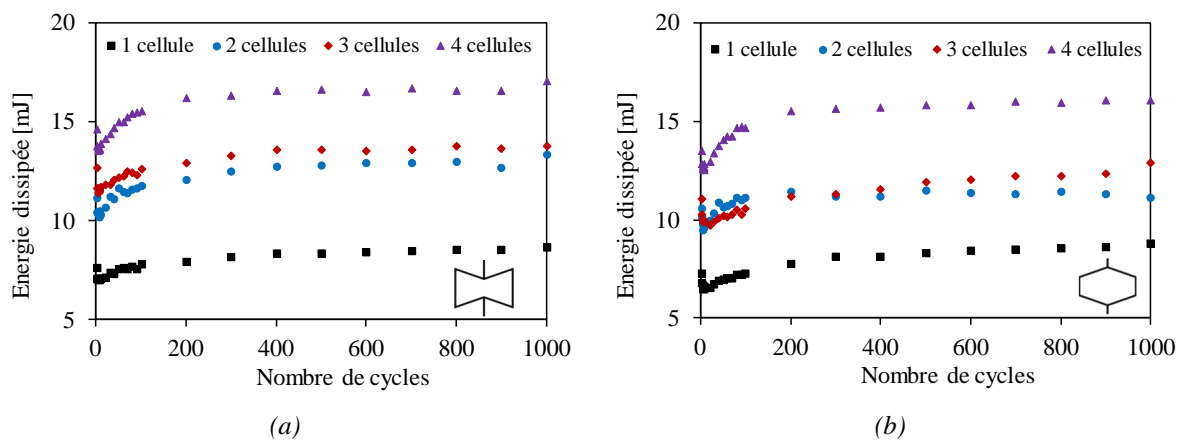 Energie dissipée [mJ]
20
15
10
5
1 cellule 2 cellules 3 cellules 4 cellules
0 200 400 600 800 1000
Nombre de cycles
(a)
Energie dissipée [mJ]
20
15
10
5
1 cellule 2 cellules 3 cellules 4 cellules
0 200 400 600 800 1000
Nombre de cycles
(b)